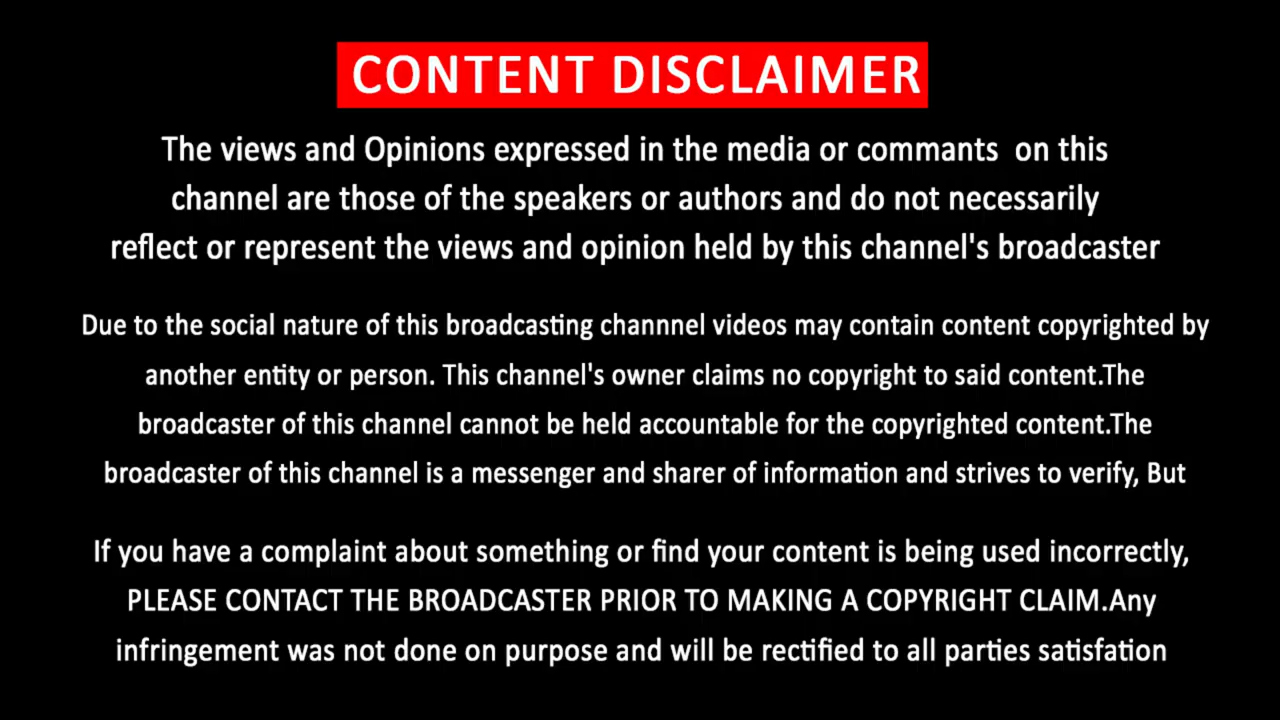 CONTENT DISCLAIMER
The views and Opinions expressed in the media or commants on this
channel are those of the speakers or authors and do not necessarily
reflect or represent the views and opinion held by this channel's broadcaster
Due to the social nature of this broadcasting channnel videos may contain content copyrighted by
another entity or person. This channel's owner claims no copyright to said content.The
broadcaster of this channel cannot be held accountable for the copyrighted content.The
broadcaster of this channel is a messenger and sharer of information and strives to verify, But
If you have a complaint about something or find your content is being used incorrectly,
PLEASE CONTACT THE BROADCASTER PRIOR TO MAKING A COPYRIGHT CLAIM.Any
infringement was not done on purpose and will be rectified to all parties satisfation